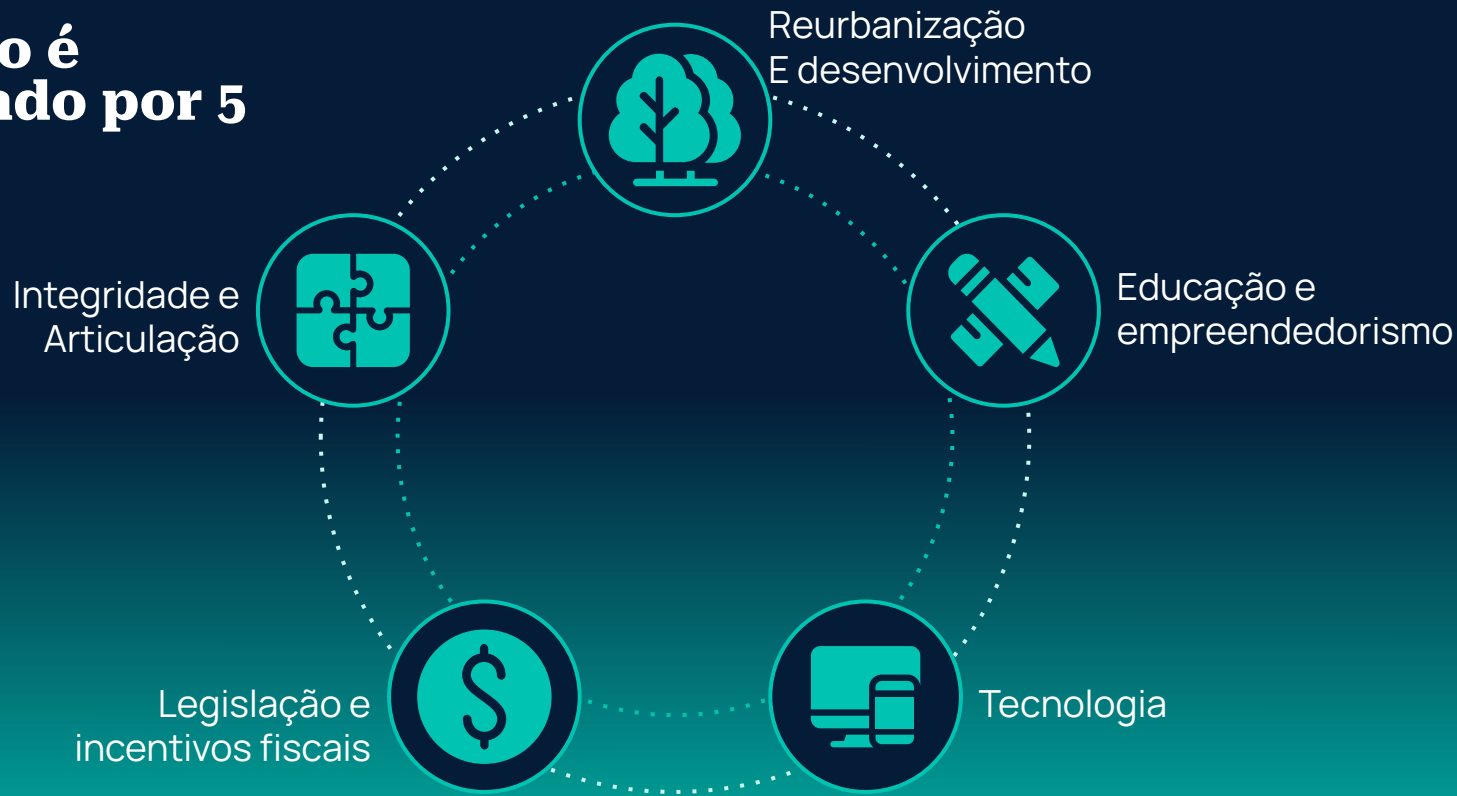 o é
ndo por 5
Reurbanização
E desenvolvimento
Educação e
empreendedorismo
Tecnologia
Legislação e
incentivos fiscais
Integridade e
Articulação